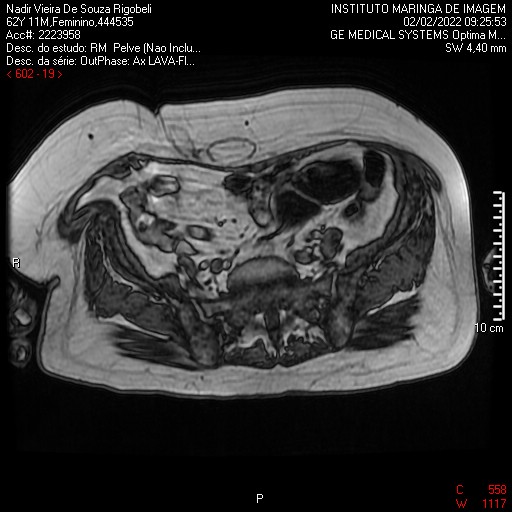 Nadir Vieira De Souza Rigobeli
62Y 11M,Feminino,444535
Acc#: 2223958
Desc. do estudo: RM  Pelve (Nao Inclu...
Desc. da série: OutPhase: Ax LAVA-Fl...
< 602 - 19 >
INSTITUTO MARINGA DE IMAGEM
02/02/2022 09:25:53
GE MEDICAL SYSTEMS Optima M...
SW 4,40 mm
R
10 cm
P
C 558
W 1117